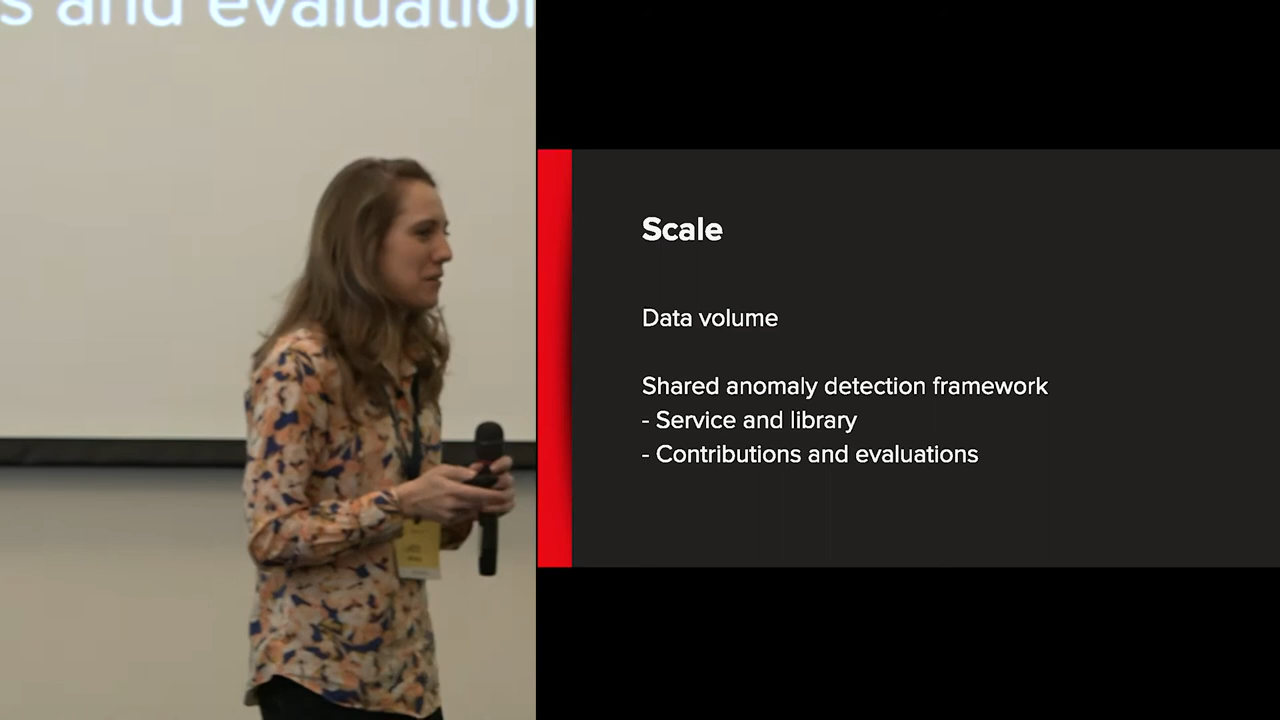 s and evaluation
Scale
Data volume
Shared anomaly detection framework
- Service and library
- Contributions and evaluations